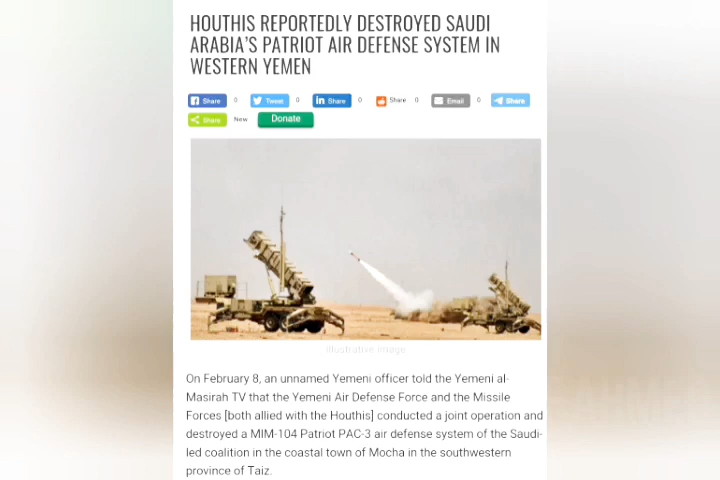 HOUTHIS REPORTEDLY DESTROYED SAUDI
ARABIA'S PATRIOT AIR DEFENSE SYSTEM IN
WESTERN YEMEN
Share 0 Tweet 0 in Share 0 Share 0 Email 0 Share
Share New Donate
illustrative image
On February 8, an unnamed Yemeni officer told the Yemeni al-
Masirah TV that the Yemeni Air Defense Force and the Missile
Forces [both allied with the Houthis] conducted a joint operation and
destroyed a MIM-104 Patriot PAC-3 air defense system of the Saudi-
led coalition in the coastal town of Mocha in the southwestern
province of Taiz.